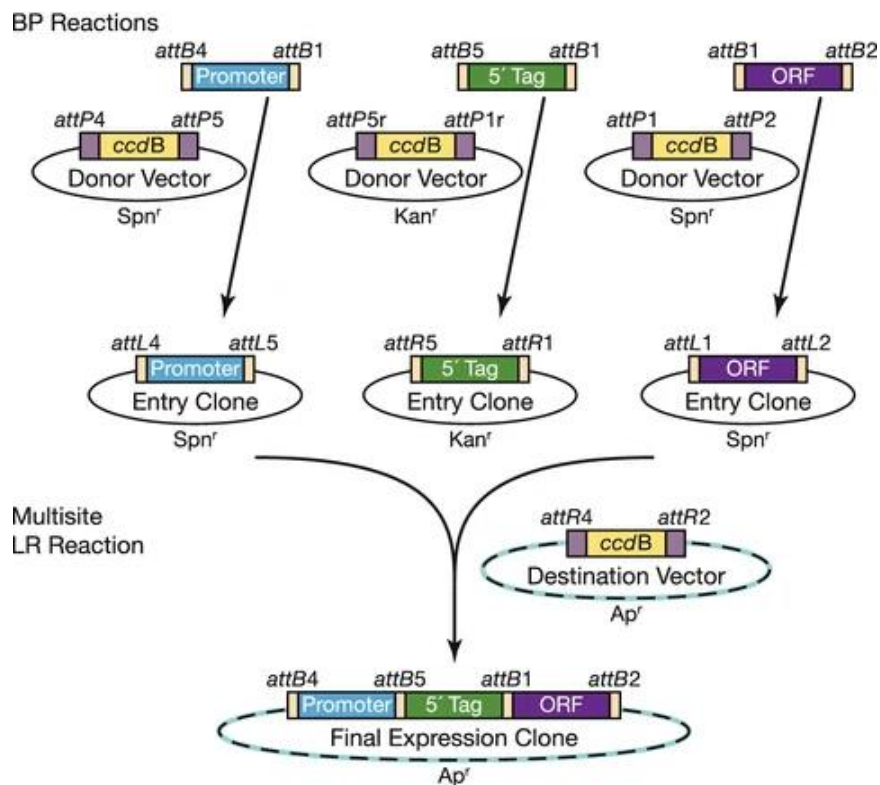 BP Reactions
attB4 attB1 attB5 attB1 attB1 attB2
Promoter 5′ Tag ORF
attP4 attP5 attP5r attP1r attP1 attP2
ccdB ccdB ccdB
Donor Vector Donor Vector Donor Vector
Spnʳ Kanʳ Spnʳ
attL4 attL5 attR5 attR1 attL1 attL2
Promoter 5′ Tag ORF
Entry Clone Entry Clone Entry Clone
Spnʳ Kanʳ Spnʳ
Multisite
LR Reaction
attR4 attR2
ccdB
Destination Vector
Apʳ
attB4 attB5 attB1 attB2
Promoter 5′ Tag ORF
Final Expression Clone
Apʳ